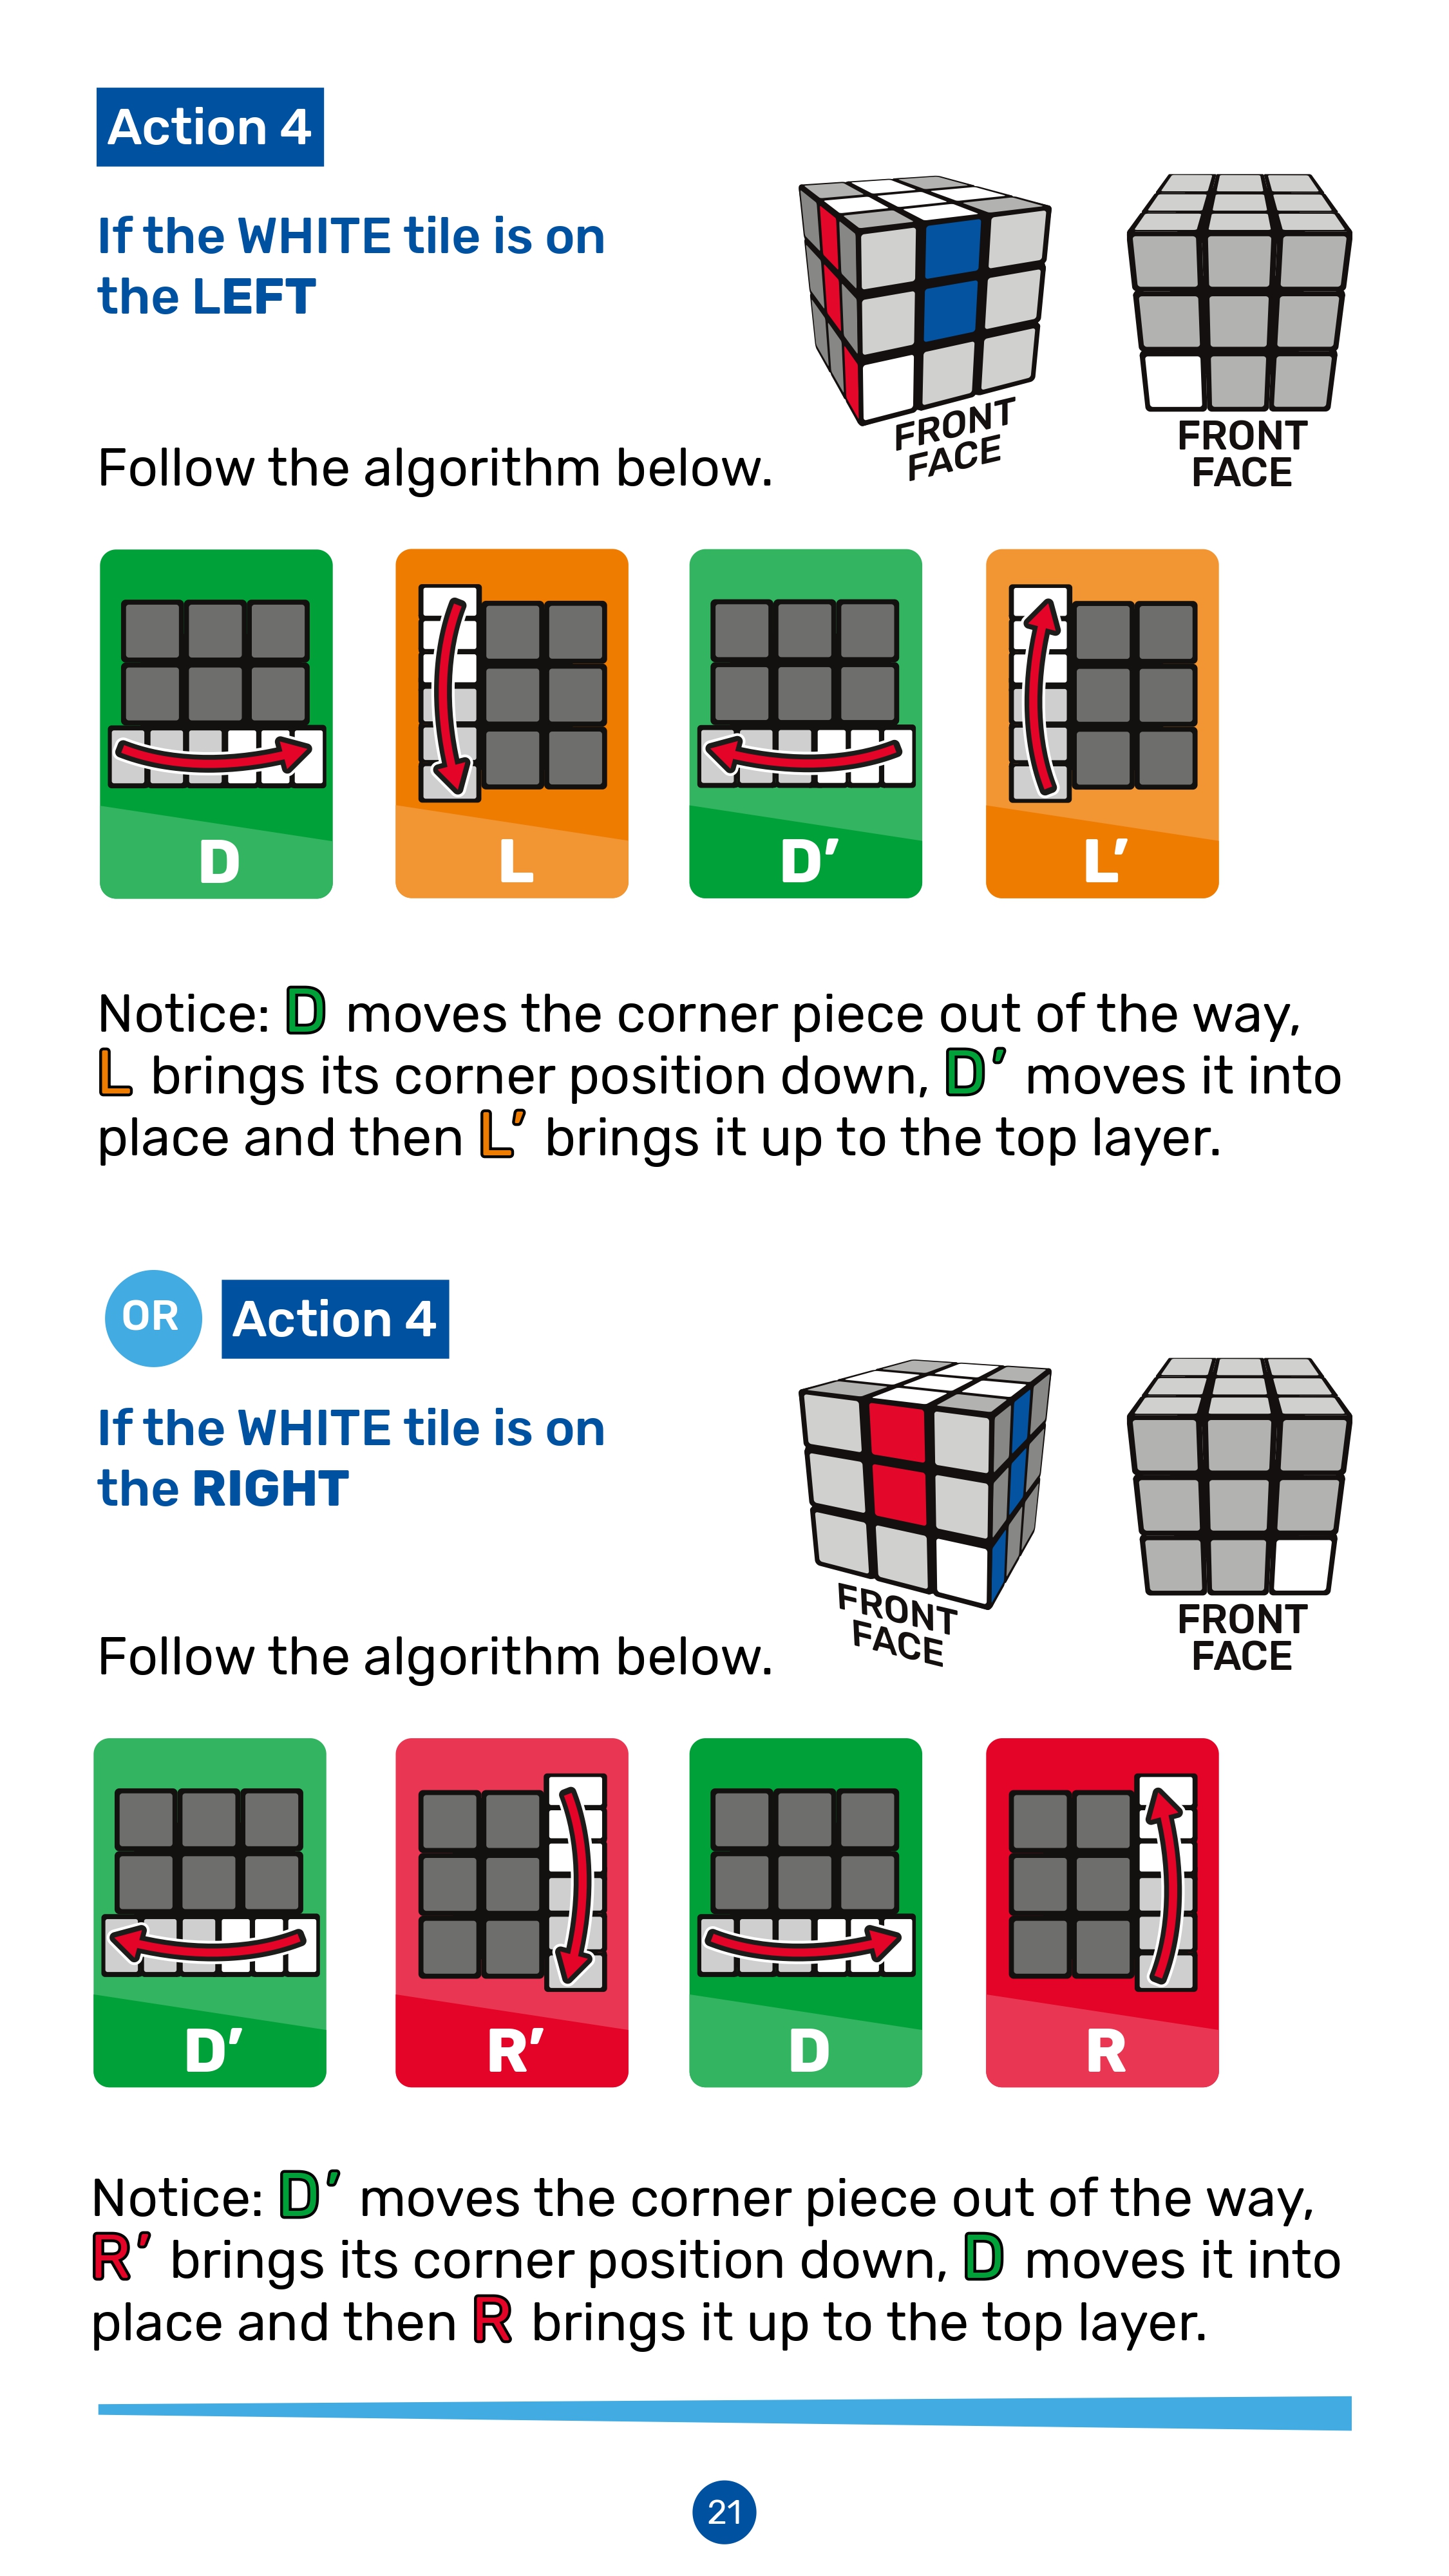 Action 4
If the WHITE tile is on
the LEFT
Follow the algorithm below.
FRONT
FACE
FRONT
FACE
D
L
D′
L′
Notice: D moves the corner piece out of the way,
L brings its corner position down, D′ moves it into
place and then L′ brings it up to the top layer.
OR
Action 4
If the WHITE tile is on
the RIGHT
Follow the algorithm below.
FRONT
FACE
FRONT
FACE
D′
R′
D
R
Notice: D′ moves the corner piece out of the way,
R′ brings its corner position down, D moves it into
place and then R brings it up to the top layer.
21